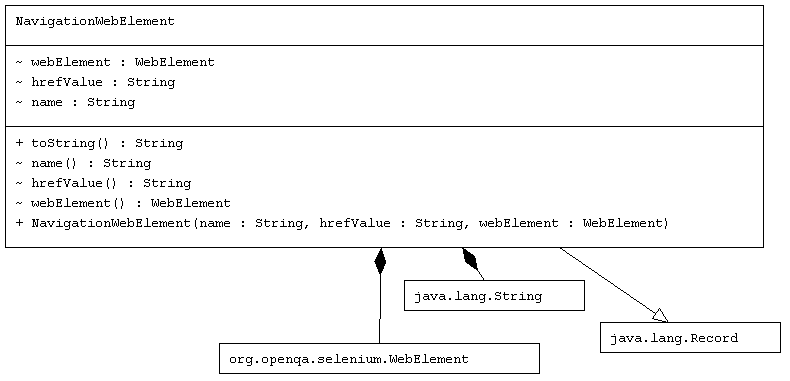 NavigationWebElement
~ webElement : WebElement
~ hrefValue : String
~ name : String
+ toString() : String
~ name() : String
~ hrefValue() : String
~ webElement() : WebElement
+ NavigationWebElement(name : String, hrefValue : String, webElement : WebElement)
java.lang.String
java.lang.Record
org.openqa.selenium.WebElement